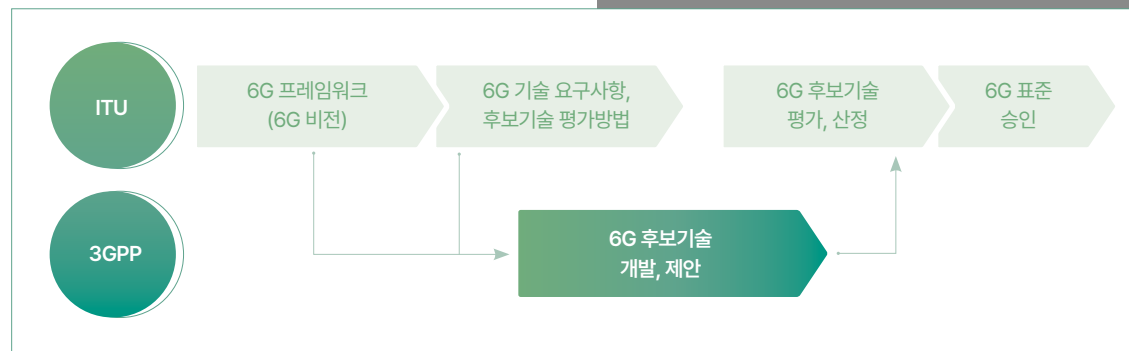 ITU
6G 프레임워크
(6G 비전)
6G 기술 요구사항,
후보기술 평가방법
6G 후보기술
평가, 산정
6G 표준
승인
3GPP
6G 후보기술
개발, 제안